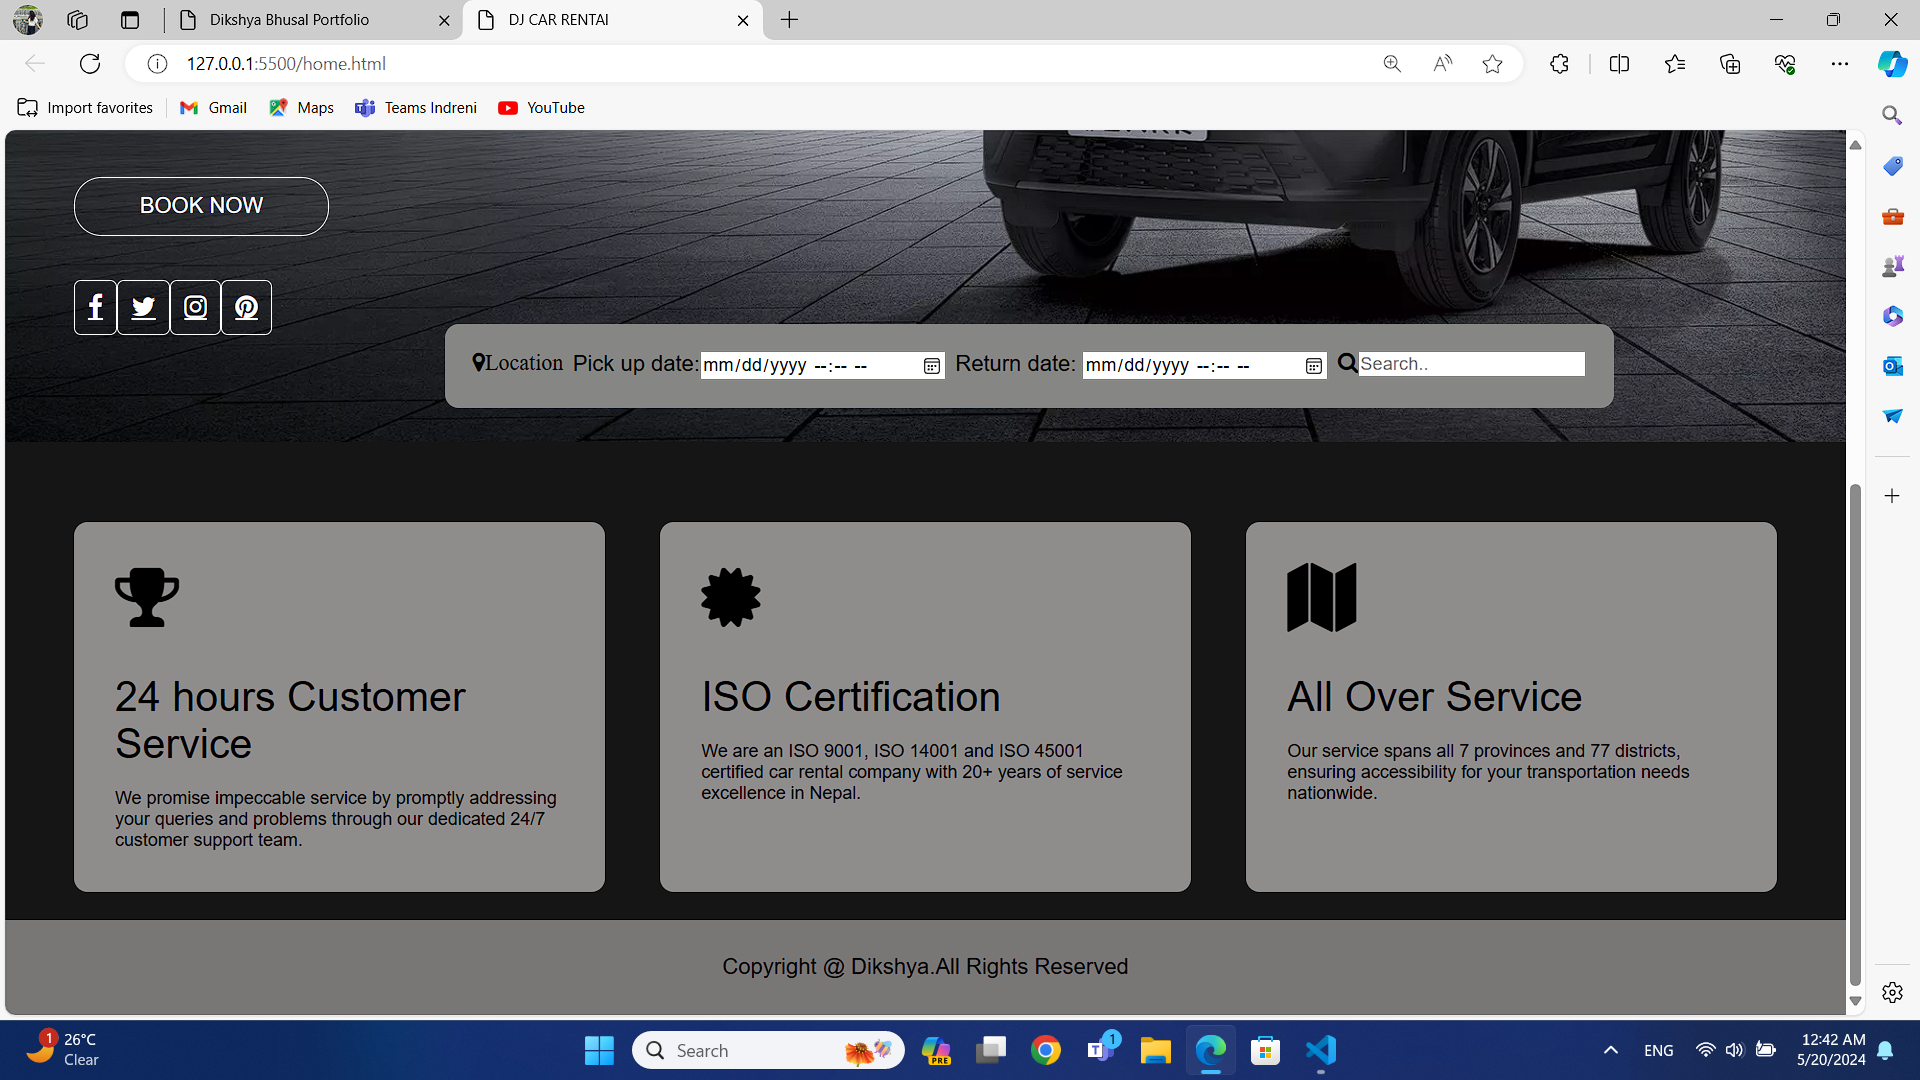 Dikshya Bhusal Portfolio
DJ CAR RENTAl
127.0.0.1:5500/home.html
Import favorites
Gmail
Maps
Teams Indreni
YouTube
BOOK NOW
Location Pick up date: mm/dd/yyyy --:-- -- Return date: mm/dd/yyyy --:-- -- Search..
24 hours Customer
Service
We promise impeccable service by promptly addressing
your queries and problems through our dedicated 24/7
customer support team.
ISO Certification
We are an ISO 9001, ISO 14001 and ISO 45001
certified car rental company with 20+ years of service
excellence in Nepal.
All Over Service
Our service spans all 7 provinces and 77 districts,
ensuring accessibility for your transportation needs
nationwide.
Copyright @ Dikshya.All Rights Reserved
1
26°C
Clear
Search
PRE
1
ENG
12:42 AM
5/20/2024